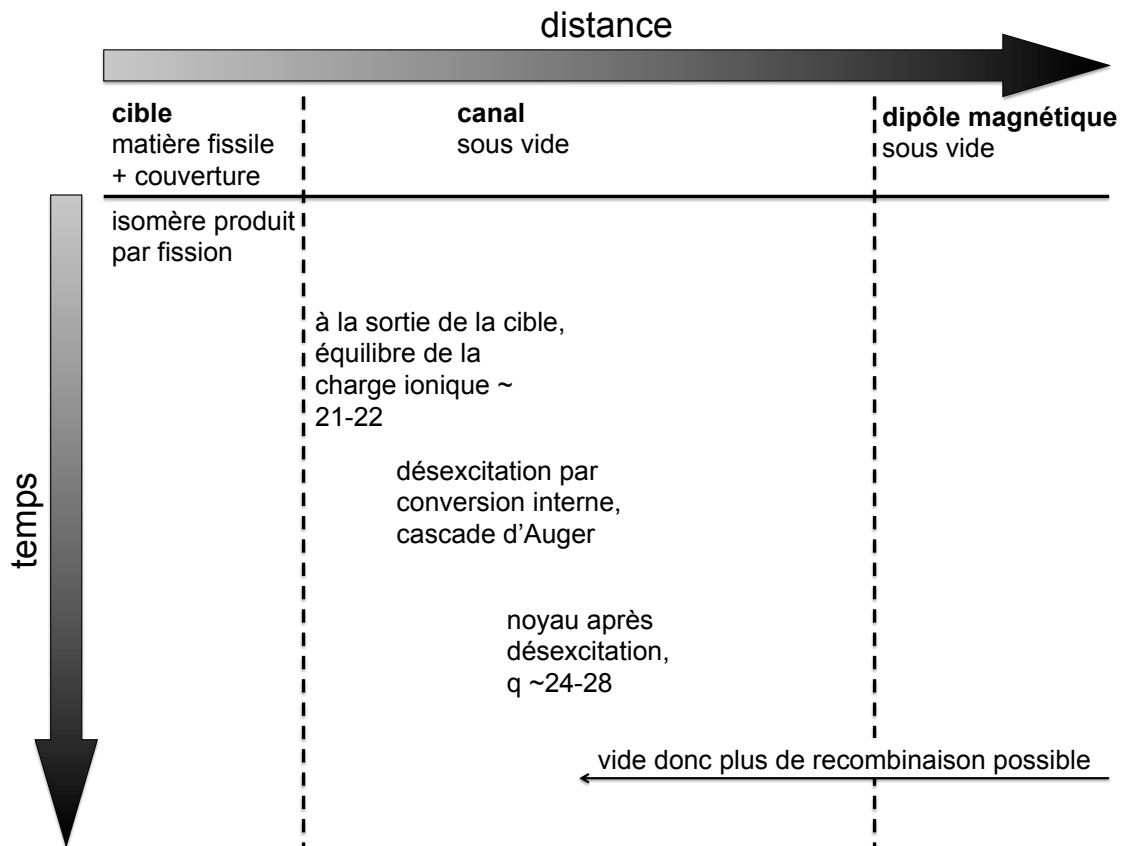 distance
cible
matière fissile
+ couverture
canal
sous vide
dipôle magnétique
sous vide
isomère produit
par fission
à la sortie de la cible,
équilibre de la
charge ionique ~
21-22
temps
désexcitation par
conversion interne,
cascade d’Auger
noyau après
désexcitation,
q ~24-28
vide donc plus de recombinaison possible